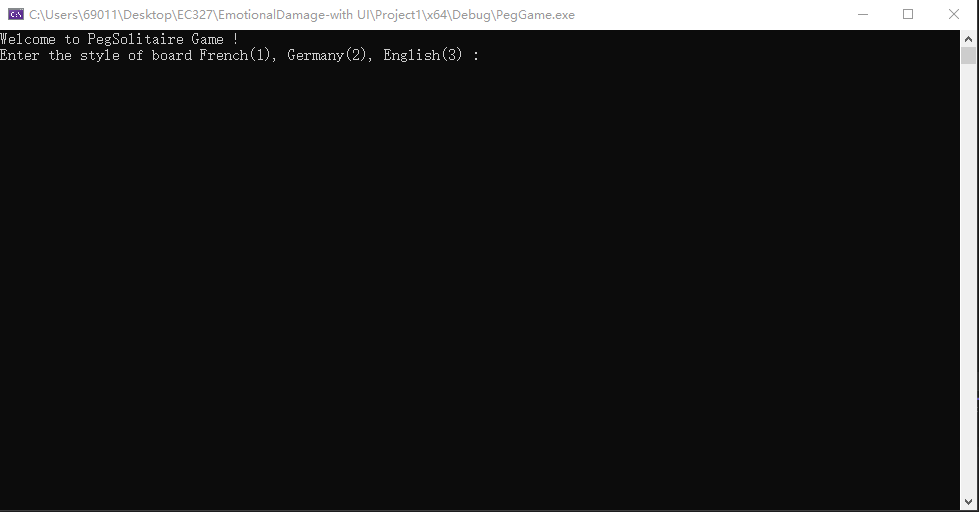 C:\Users\69011\Desktop\EC327\EmotionalDamage-with UI\Project1\x64\Debug\PegGame.exe
Welcome to PegSolitaire Game !
Enter the style of board French(1), Germany(2), English(3) :